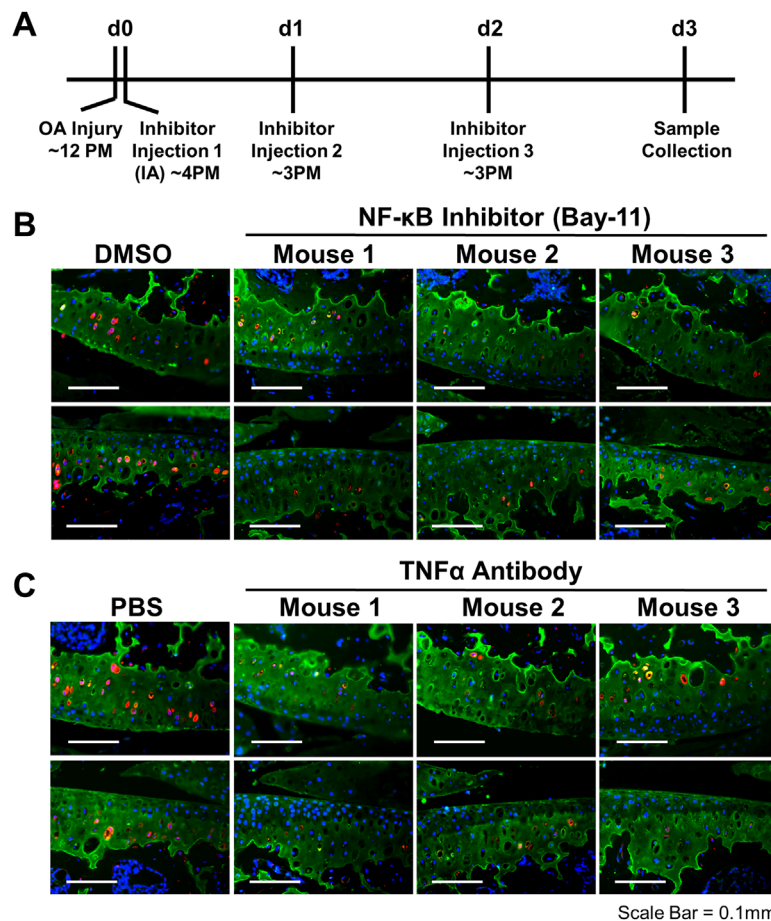 A
d0 d1 d2 d3
OA Injury
~12 PM
Inhibitor
Injection 1
(IA) ~4PM
Inhibitor
Injection 2
~3PM
Inhibitor
Injection 3
~3PM
Sample
Collection
B
NF-κB Inhibitor (Bay-11)
DMSO Mouse 1 Mouse 2 Mouse 3
C
TNFα Antibody
PBS Mouse 1 Mouse 2 Mouse 3
Scale Bar = 0.1mm